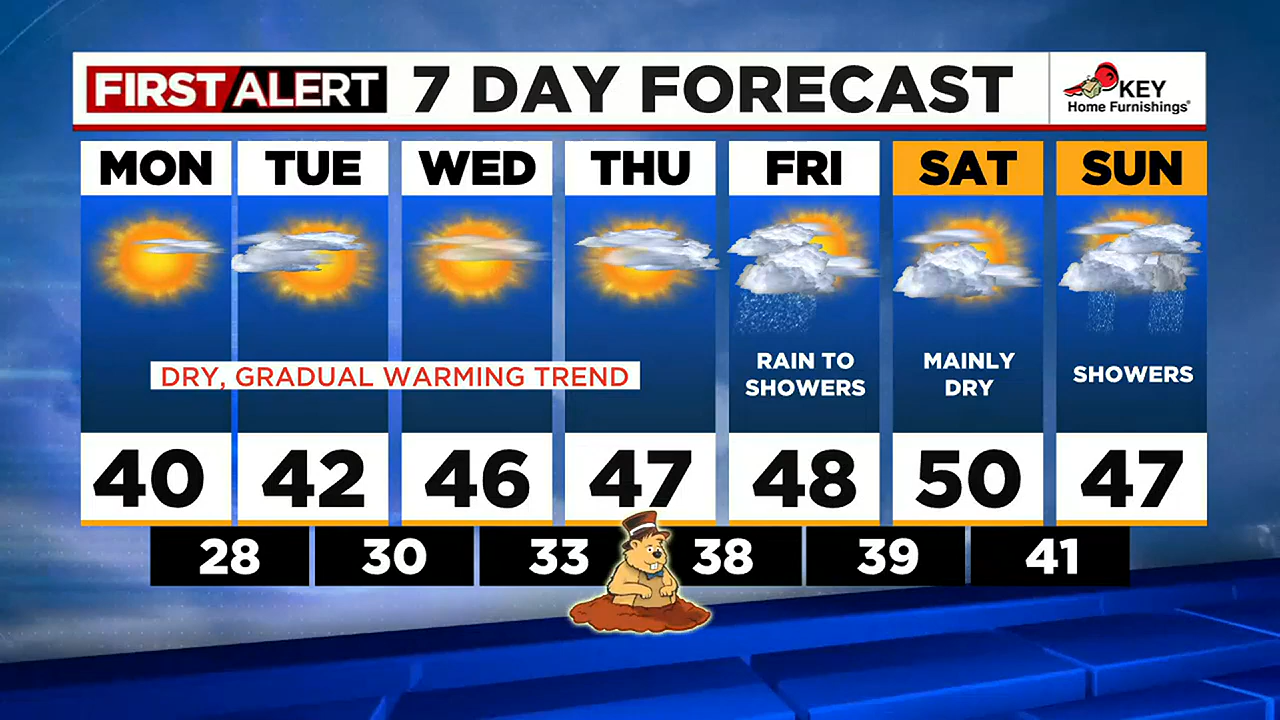 FIRST ALERT 7 DAY FORECAST
KEY
Home Furnishings®
MON TUE WED THU FRI SAT SUN
DRY, GRADUAL WARMING TREND
RAIN TO
SHOWERS
MAINLY
DRY
SHOWERS
40 42 46 47 48 50 47
28 30 33 38 39 41